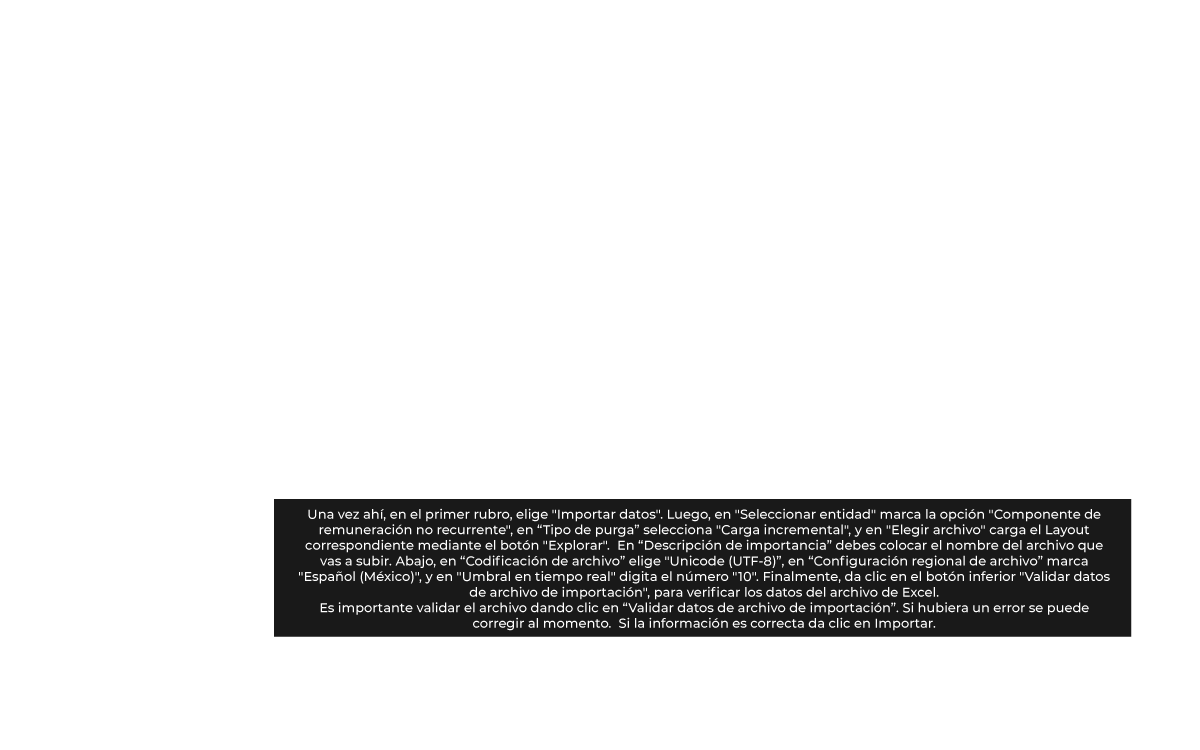 Una vez ahí, en el primer rubro, elige "Importar datos". Luego, en "Seleccionar entidad" marca la opción "Componente de
remuneración no recurrente", en “Tipo de purga” selecciona "Carga incremental", y en "Elegir archivo" carga el Layout
correspondiente mediante el botón "Explorar".  En “Descripción de importancia” debes colocar el nombre del archivo que
vas a subir. Abajo, en “Codificación de archivo” elige "Unicode (UTF-8)”, en “Configuración regional de archivo” marca
"Español (México)", y en "Umbral en tiempo real" digita el número "10". Finalmente, da clic en el botón inferior "Validar datos
de archivo de importación", para verificar los datos del archivo de Excel.
Es importante validar el archivo dando clic en “Validar datos de archivo de importación”. Si hubiera un error se puede
corregir al momento.  Si la información es correcta da clic en Importar.